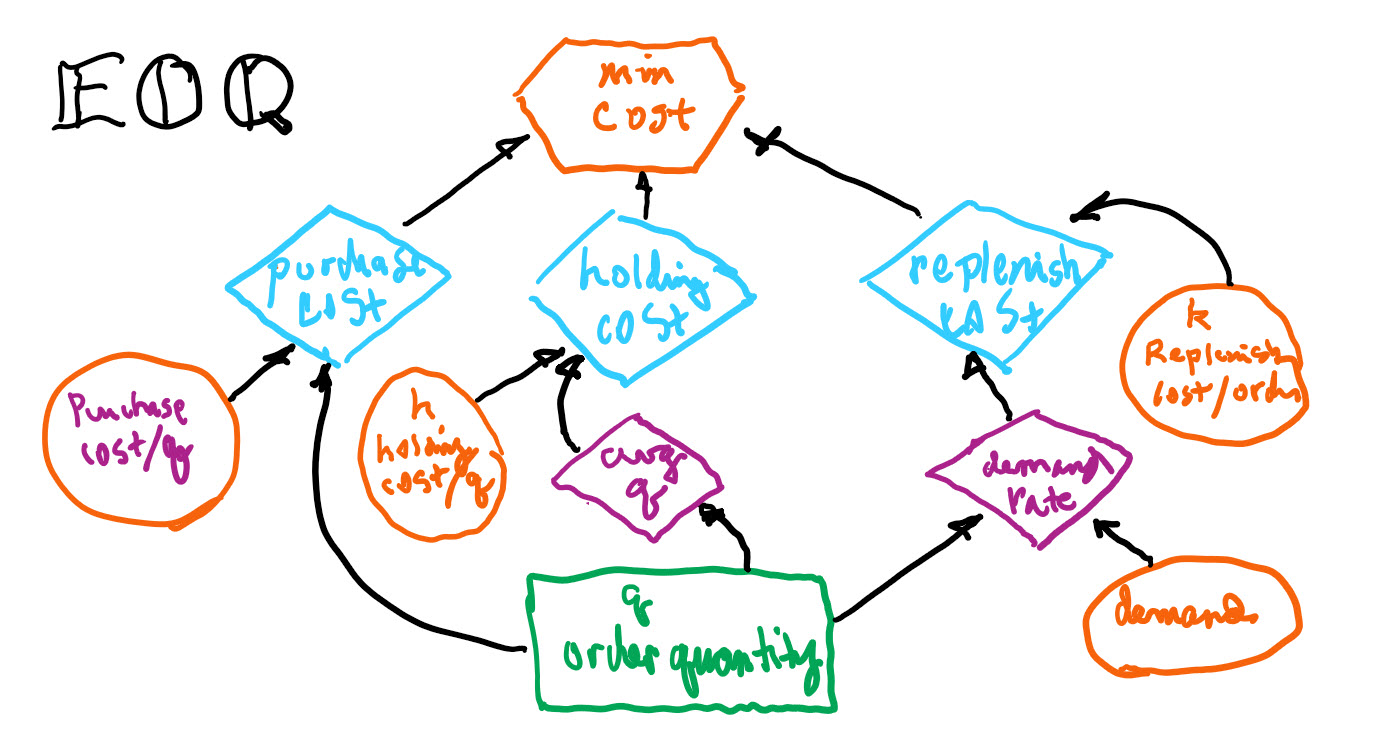 EOQ
min
cost
purchase
cost
holding
cost
replenish
cost
k
Replenish
cost/order
Purchase
cost/q
h
holding
cost/q
avg
q
demand
rate
q
order quantity
demand